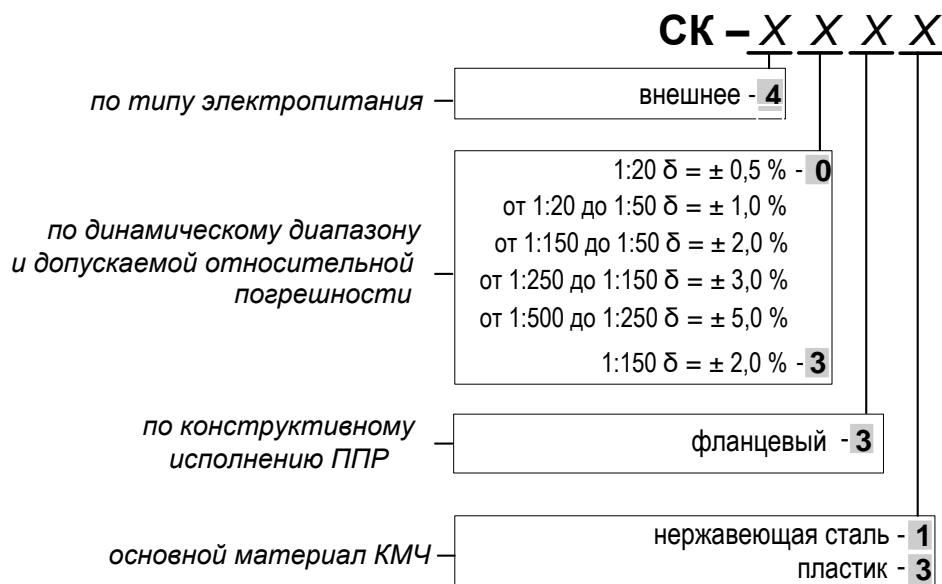 СК – X X X X
по типу электропитания
внешнее - 4
по динамическому диапазону
и допускаемой относительной
погрешности
1:20 δ = ± 0,5 % - 0
от 1:20 до 1:50 δ = ± 1,0 %
от 1:150 до 1:50 δ = ± 2,0 %
от 1:250 до 1:150 δ = ± 3,0 %
от 1:500 до 1:250 δ = ± 5,0 %
1:150 δ = ± 2,0 % - 3
по конструктивному
исполнению ППР
фланцевый - 3
основной материал КМЧ
нержавеющая сталь - 1
пластик - 3